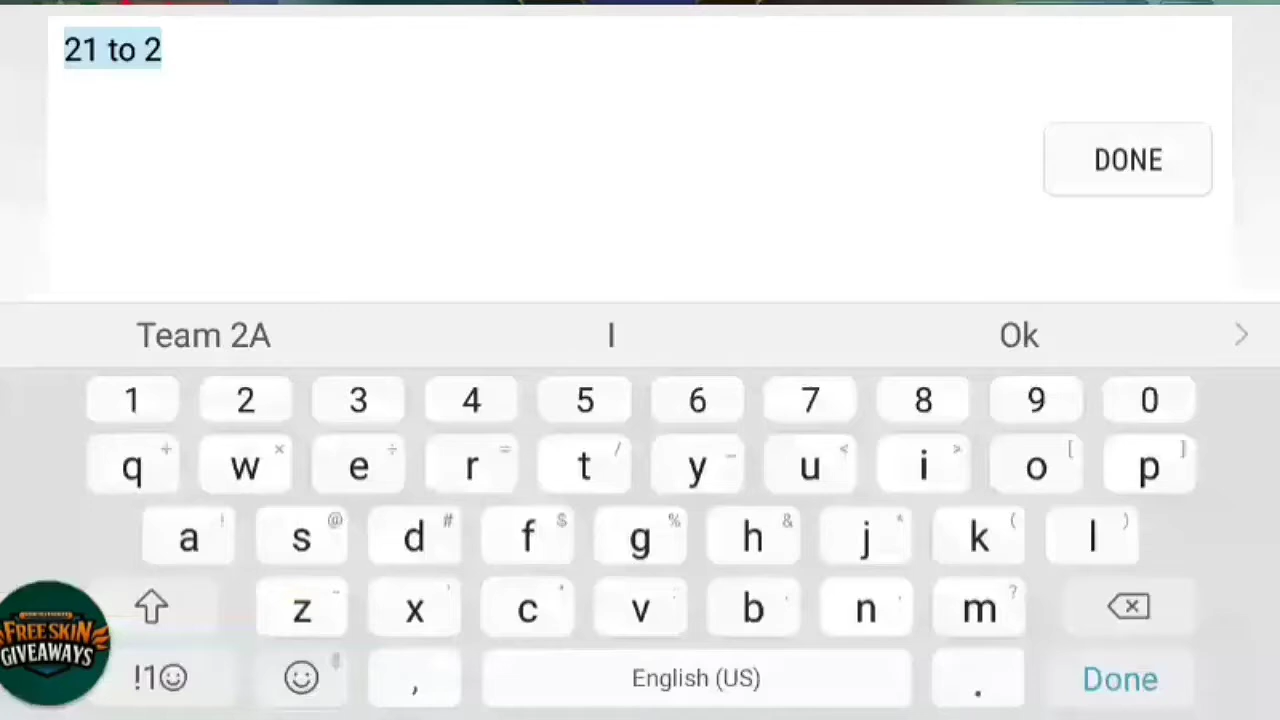 21 to 2
DONE
Team 2A I Ok >
1 2 3 4 5 6 7 8 9 0
q + w × e ÷ r = t / y _ u < i > o [ p ]
a ! s @ d # f $ g % h & j * k ( l )
z x c v b n m ?
!1☺ , English (US) . Done
FREE SKIN
GIVEAWAYS